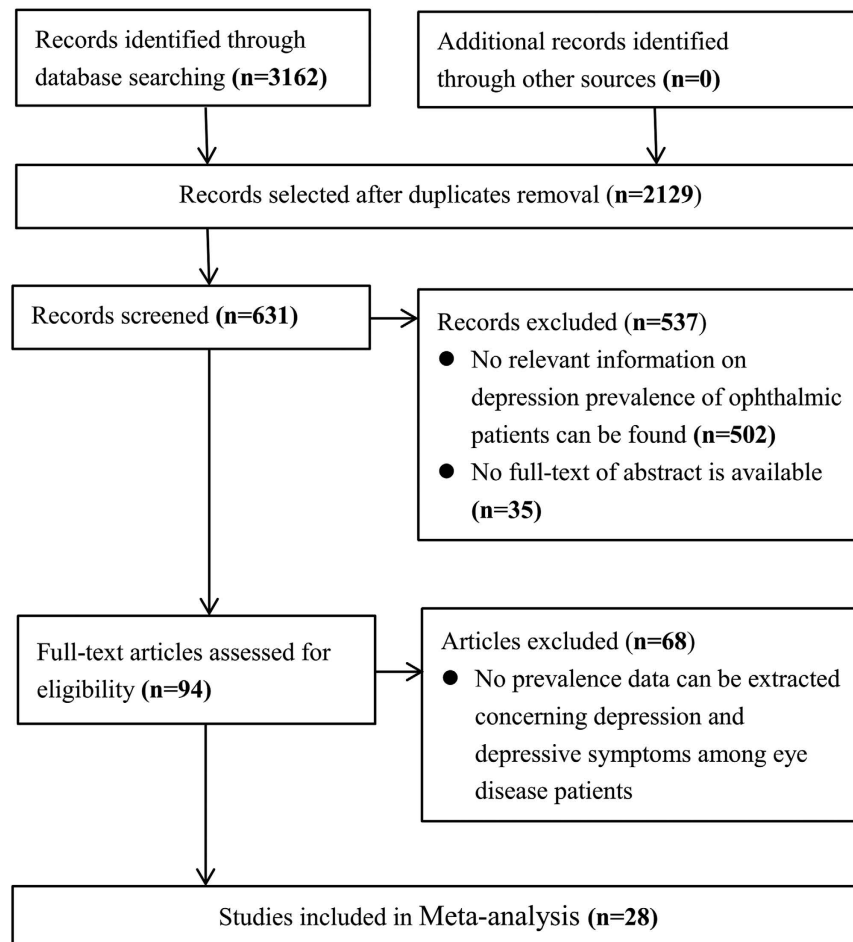 Records identified through
database searching (n=3162)
Additional records identified
through other sources (n=0)
Records selected after duplicates removal (n=2129)
Records screened (n=631)
Records excluded (n=537)
● No relevant information on
depression prevalence of ophthalmic
patients can be found (n=502)
● No full-text of abstract is available
(n=35)
Full-text articles assessed for
eligibility (n=94)
Articles excluded (n=68)
● No prevalence data can be extracted
concerning depression and
depressive symptoms among eye
disease patients
Studies included in Meta-analysis (n=28)